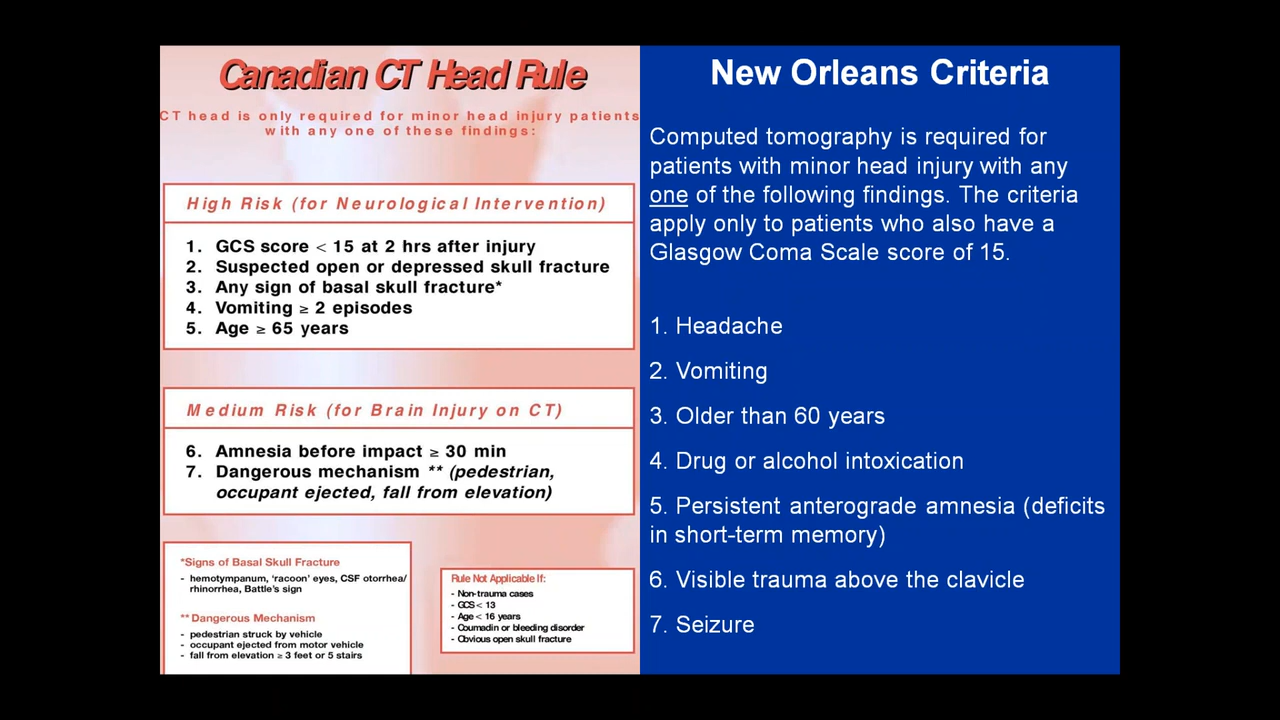 Canadian CT Head Rule
CT head is only required for minor head injury patients
with any one of these findings:
High Risk (for Neurological Intervention)
1. GCS score < 15 at 2 hrs after injury
2. Suspected open or depressed skull fracture
3. Any sign of basal skull fracture*
4. Vomiting ≥ 2 episodes
5. Age ≥ 65 years
Medium Risk (for Brain Injury on CT)
6. Amnesia before impact ≥ 30 min
7. Dangerous mechanism ** (pedestrian,
occupant ejected, fall from elevation)
*Signs of Basal Skull Fracture
- hemotympanum, ‘racoon’ eyes, CSF otorrhea/
rhinorrhea, Battle's sign
** Dangerous Mechanism
- pedestrian struck by vehicle
- occupant ejected from motor vehicle
- fall from elevation ≥ 3 feet or 5 stairs
Rule Not Applicable If:
- Non-trauma cases
- GCS < 13
- Age < 16 years
- Coumadin or bleeding disorder
- Obvious open skull fracture
New Orleans Criteria
Computed tomography is required for
patients with minor head injury with any
one of the following findings. The criteria
apply only to patients who also have a
Glasgow Coma Scale score of 15.
1. Headache
2. Vomiting
3. Older than 60 years
4. Drug or alcohol intoxication
5. Persistent anterograde amnesia (deficits
in short-term memory)
6. Visible trauma above the clavicle
7. Seizure